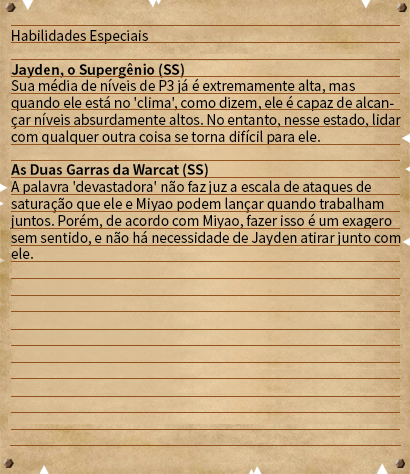 Habilidades Especiais
Jayden, o Supergênio (SS)
Sua média de níveis de P3 já é extremamente alta, mas
quando ele está no 'clima', como dizem, ele é capaz de alcan-
çar níveis absurdamente altos. No entanto, nesse estado, lidar
com qualquer outra coisa se torna difícil para ele.
As Duas Garras da Warcat (SS)
A palavra 'devastadora' não faz juz a escala de ataques de
saturação que ele e Miyao podem lançar quando trabalham
juntos. Porém, de acordo com Miyao, fazer isso é um exagero
sem sentido, e não há necessidade de Jayden atirar junto com
ele.